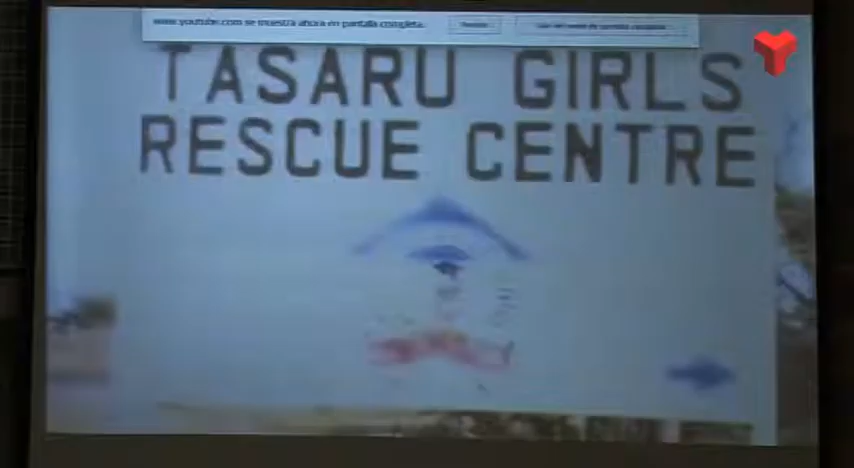 www.youtube.com se muestra ahora en pantalla completa.
TASARU GIRLS
RESCUE CENTRE